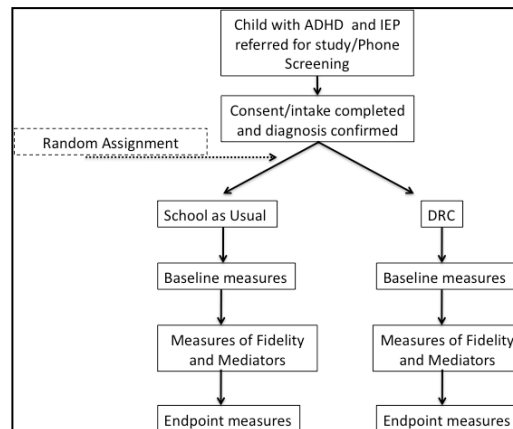 Child with ADHD and IEP
referred for study/Phone
Screening
Consent/intake completed
and diagnosis confirmed
Random Assignment
School as Usual
DRC
Baseline measures
Baseline measures
Measures of Fidelity
and Mediators
Measures of Fidelity
and Mediators
Endpoint measures
Endpoint measures